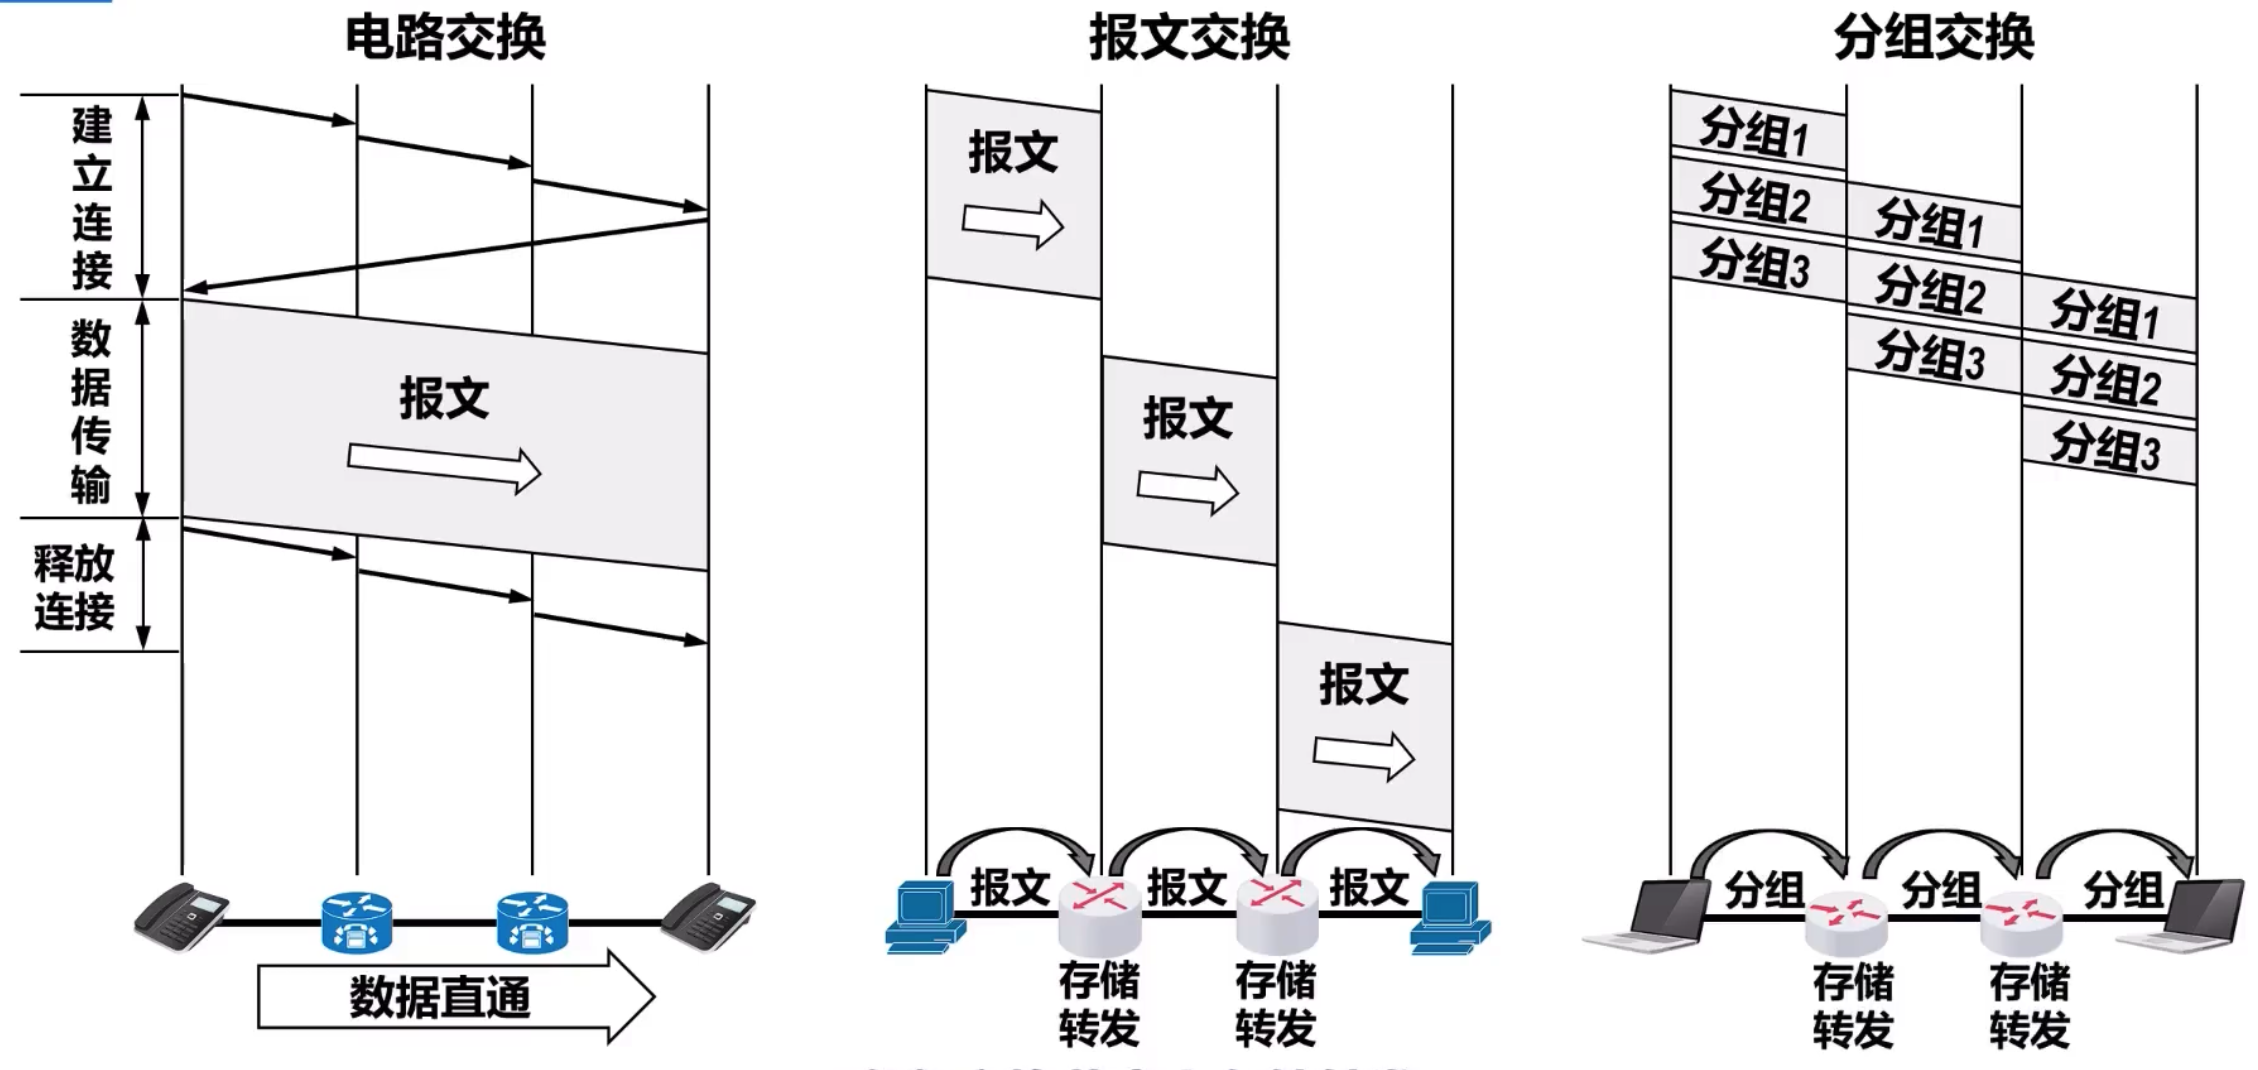 电路交换
建立连接
数据传输
释放
连接
报文
数据直通
报文交换
报文
报文
报文
报文
报文
报文
存储
转发
存储
转发
分组交换
分组1
分组2
分组1
分组3
分组2
分组1
分组3
分组2
分组3
分组
分组
分组
存储
转发
存储
转发